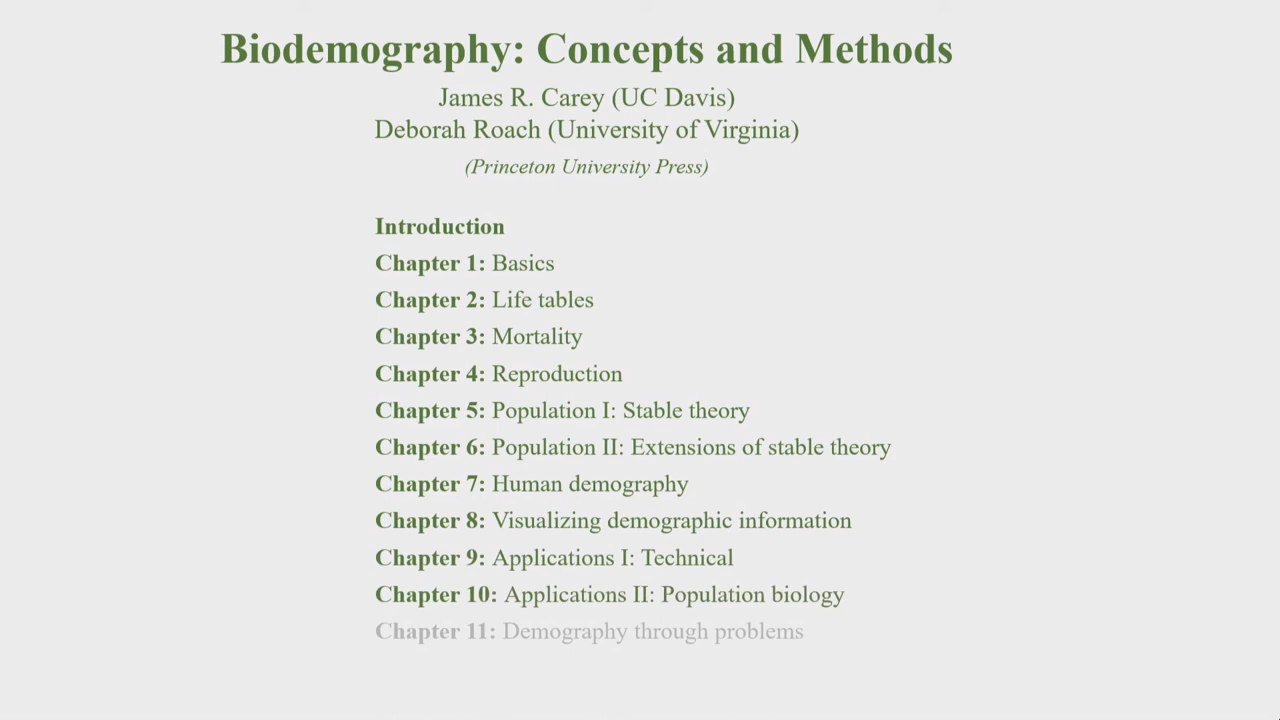 Biodemography: Concepts and Methods
James R. Carey (UC Davis)
Deborah Roach (University of Virginia)
(Princeton University Press)
Introduction
Chapter 1: Basics
Chapter 2: Life tables
Chapter 3: Mortality
Chapter 4: Reproduction
Chapter 5: Population I: Stable theory
Chapter 6: Population II: Extensions of stable theory
Chapter 7: Human demography
Chapter 8: Visualizing demographic information
Chapter 9: Applications I: Technical
Chapter 10: Applications II: Population biology
Chapter 11: Demography through problems